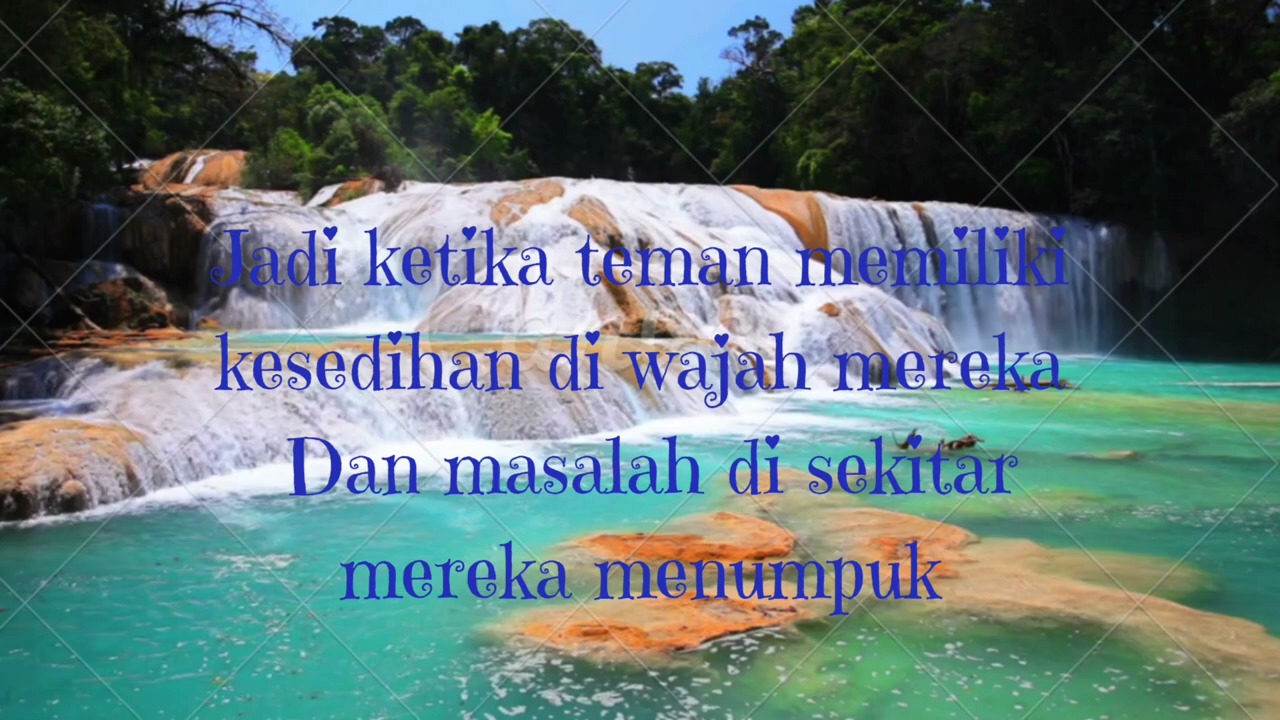 Jadi ketika teman memiliki
kesedihan di wajah mereka
Dan masalah di sekitar
mereka menumpuk